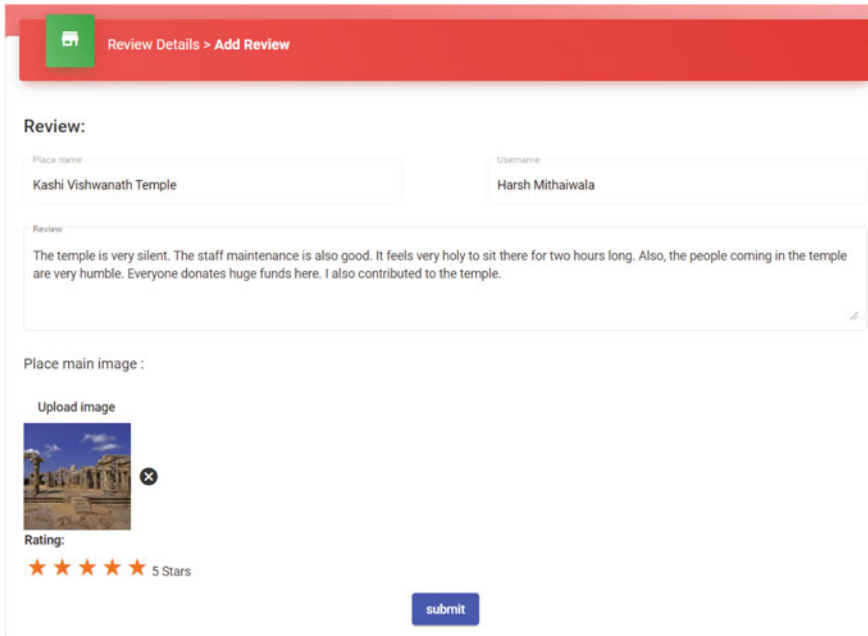 Review Details > Add Review
Review:
Place name
Username
Kashi Vishwanath Temple
Harsh Mithaiwala
Review
The temple is very silent. The staff maintenance is also good. It feels very holy to sit there for two hours long. Also, the people coming in the temple
are very humble. Everyone donates huge funds here. I also contributed to the temple.
Place main image :
Upload image
Rating:
5 Stars
submit